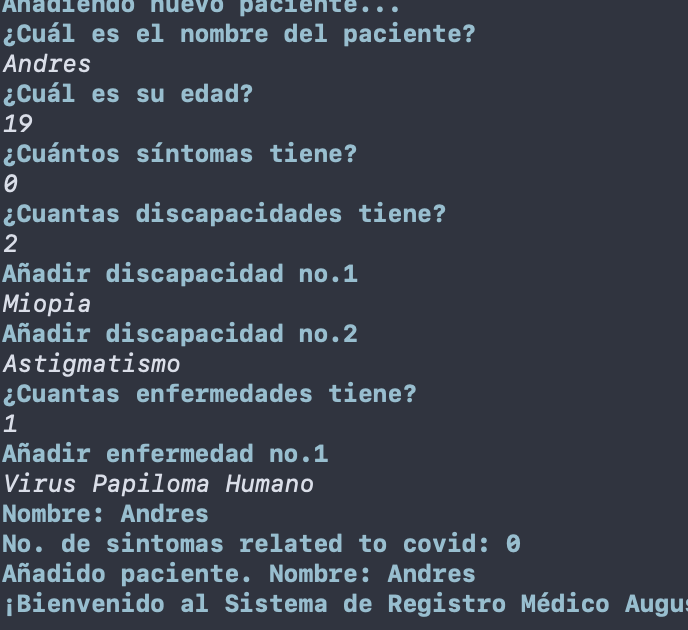 Añadiendo nuevo paciente...
¿Cuál es el nombre del paciente?
Andres
¿Cuál es su edad?
19
¿Cuántos síntomas tiene?
0
¿Cuantas discapacidades tiene?
2
Añadir discapacidad no.1
Miopia
Añadir discapacidad no.2
Astigmatismo
¿Cuantas enfermedades tiene?
1
Añadir enfermedad no.1
Virus Papiloma Humano
Nombre: Andres
No. de sintomas related to covid: 0
Añadido paciente. Nombre: Andres
¡Bienvenido al Sistema de Registro Médico